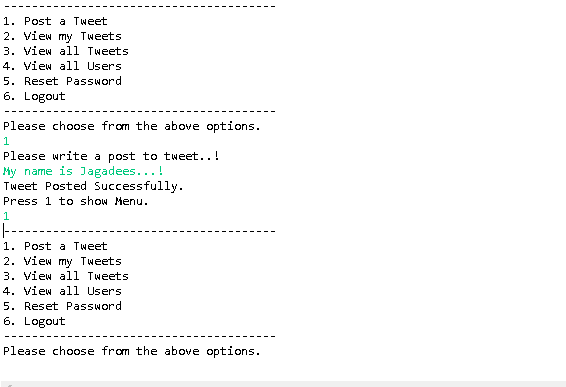 ---------------------------------------
1. Post a Tweet
2. View my Tweets
3. View all Tweets
4. View all Users
5. Reset Password
6. Logout
---------------------------------------
Please choose from the above options.
1
Please write a post to tweet..!
My name is Jagadees...!
Tweet Posted Successfully.
Press 1 to show Menu.
1
---------------------------------------
1. Post a Tweet
2. View my Tweets
3. View all Tweets
4. View all Users
5. Reset Password
6. Logout
---------------------------------------
Please choose from the above options.